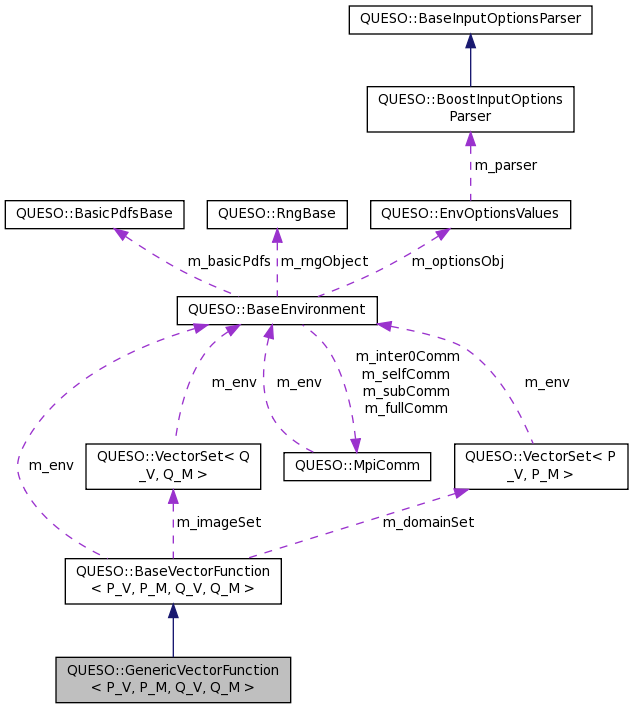 QUESO::BaseInputOptionsParser
QUESO::BoostInputOptions
Parser
m_parser
QUESO::BasicPdfsBase
QUESO::RngBase
QUESO::EnvOptionsValues
m_basicPdfs
m_rngObject
m_optionsObj
QUESO::BaseEnvironment
m_inter0Comm
m_selfComm
m_subComm
m_fullComm
m_env
m_env
m_env
QUESO::VectorSet< Q
_V, Q_M >
QUESO::MpiComm
QUESO::VectorSet< P
_V, P_M >
m_env
m_imageSet
m_domainSet
QUESO::BaseVectorFunction
< P_V, P_M, Q_V, Q_M >
QUESO::GenericVectorFunction
< P_V, P_M, Q_V, Q_M >